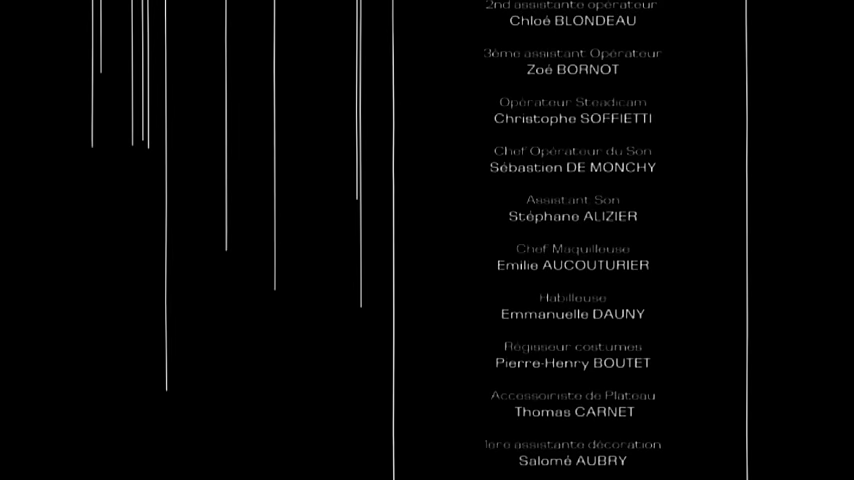 2nd assistante opérateur
Chloé BLONDEAU
3ème assistant Opérateur
Zoé BORNOT
Opérateur Steadicam
Christophe SOFFIETTI
Chef Opérateur du Son
Sébastien DE MONCHY
Assistant Son
Stéphane ALIZIER
Chef Maquilleuse
Emilie AUCOUTURIER
Habilleuse
Emmanuelle DAUNY
Régisseur costumes
Pierre-Henry BOUTET
Accessoiriste de Plateau
Thomas CARNET
1ère assistante décoration
Salomé AUBRY